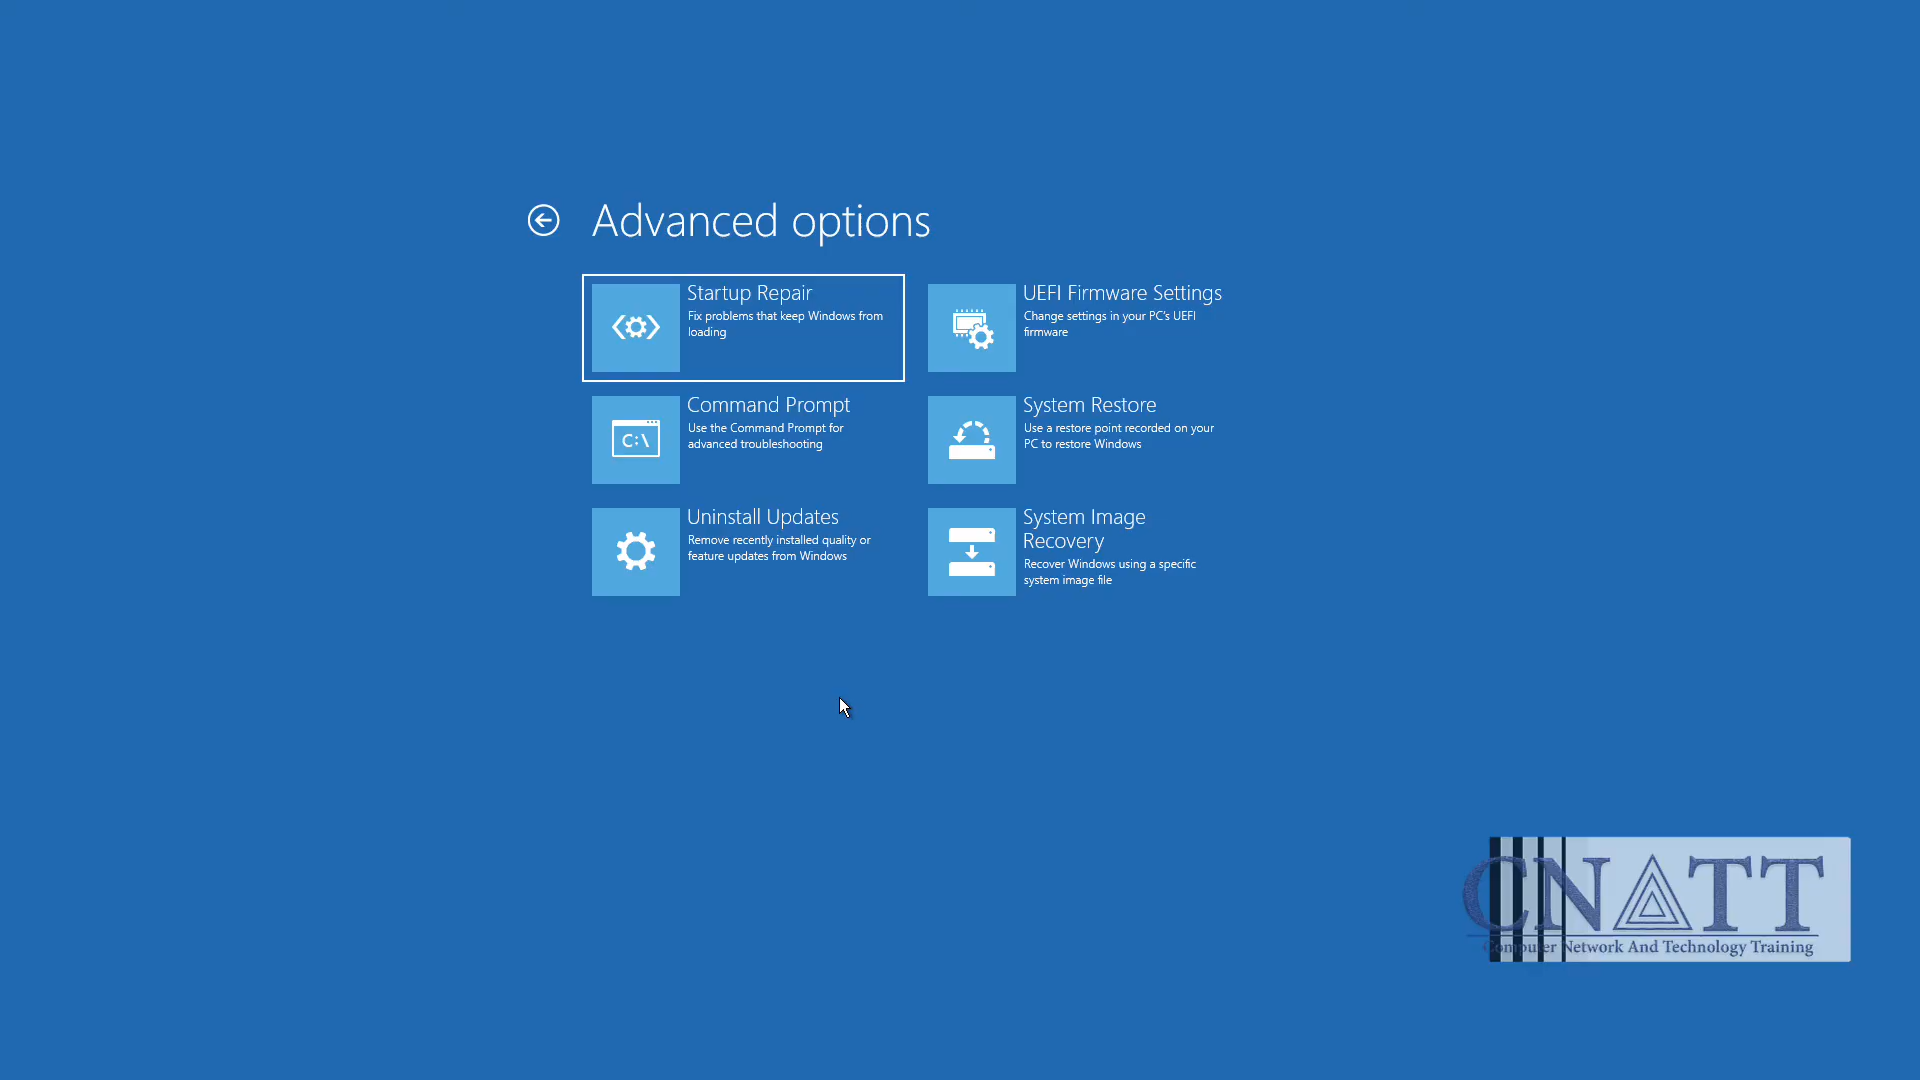 Advanced options
Startup Repair
Fix problems that keep Windows from
loading
UEFI Firmware Settings
Change settings in your PC's UEFI
firmware
C:\
Command Prompt
Use the Command Prompt for
advanced troubleshooting
System Restore
Use a restore point recorded on your
PC to restore Windows
Uninstall Updates
Remove recently installed quality or
feature updates from Windows
System Image
Recovery
Recover Windows using a specific
system image file
CNATT
Computer Network And Technology Training